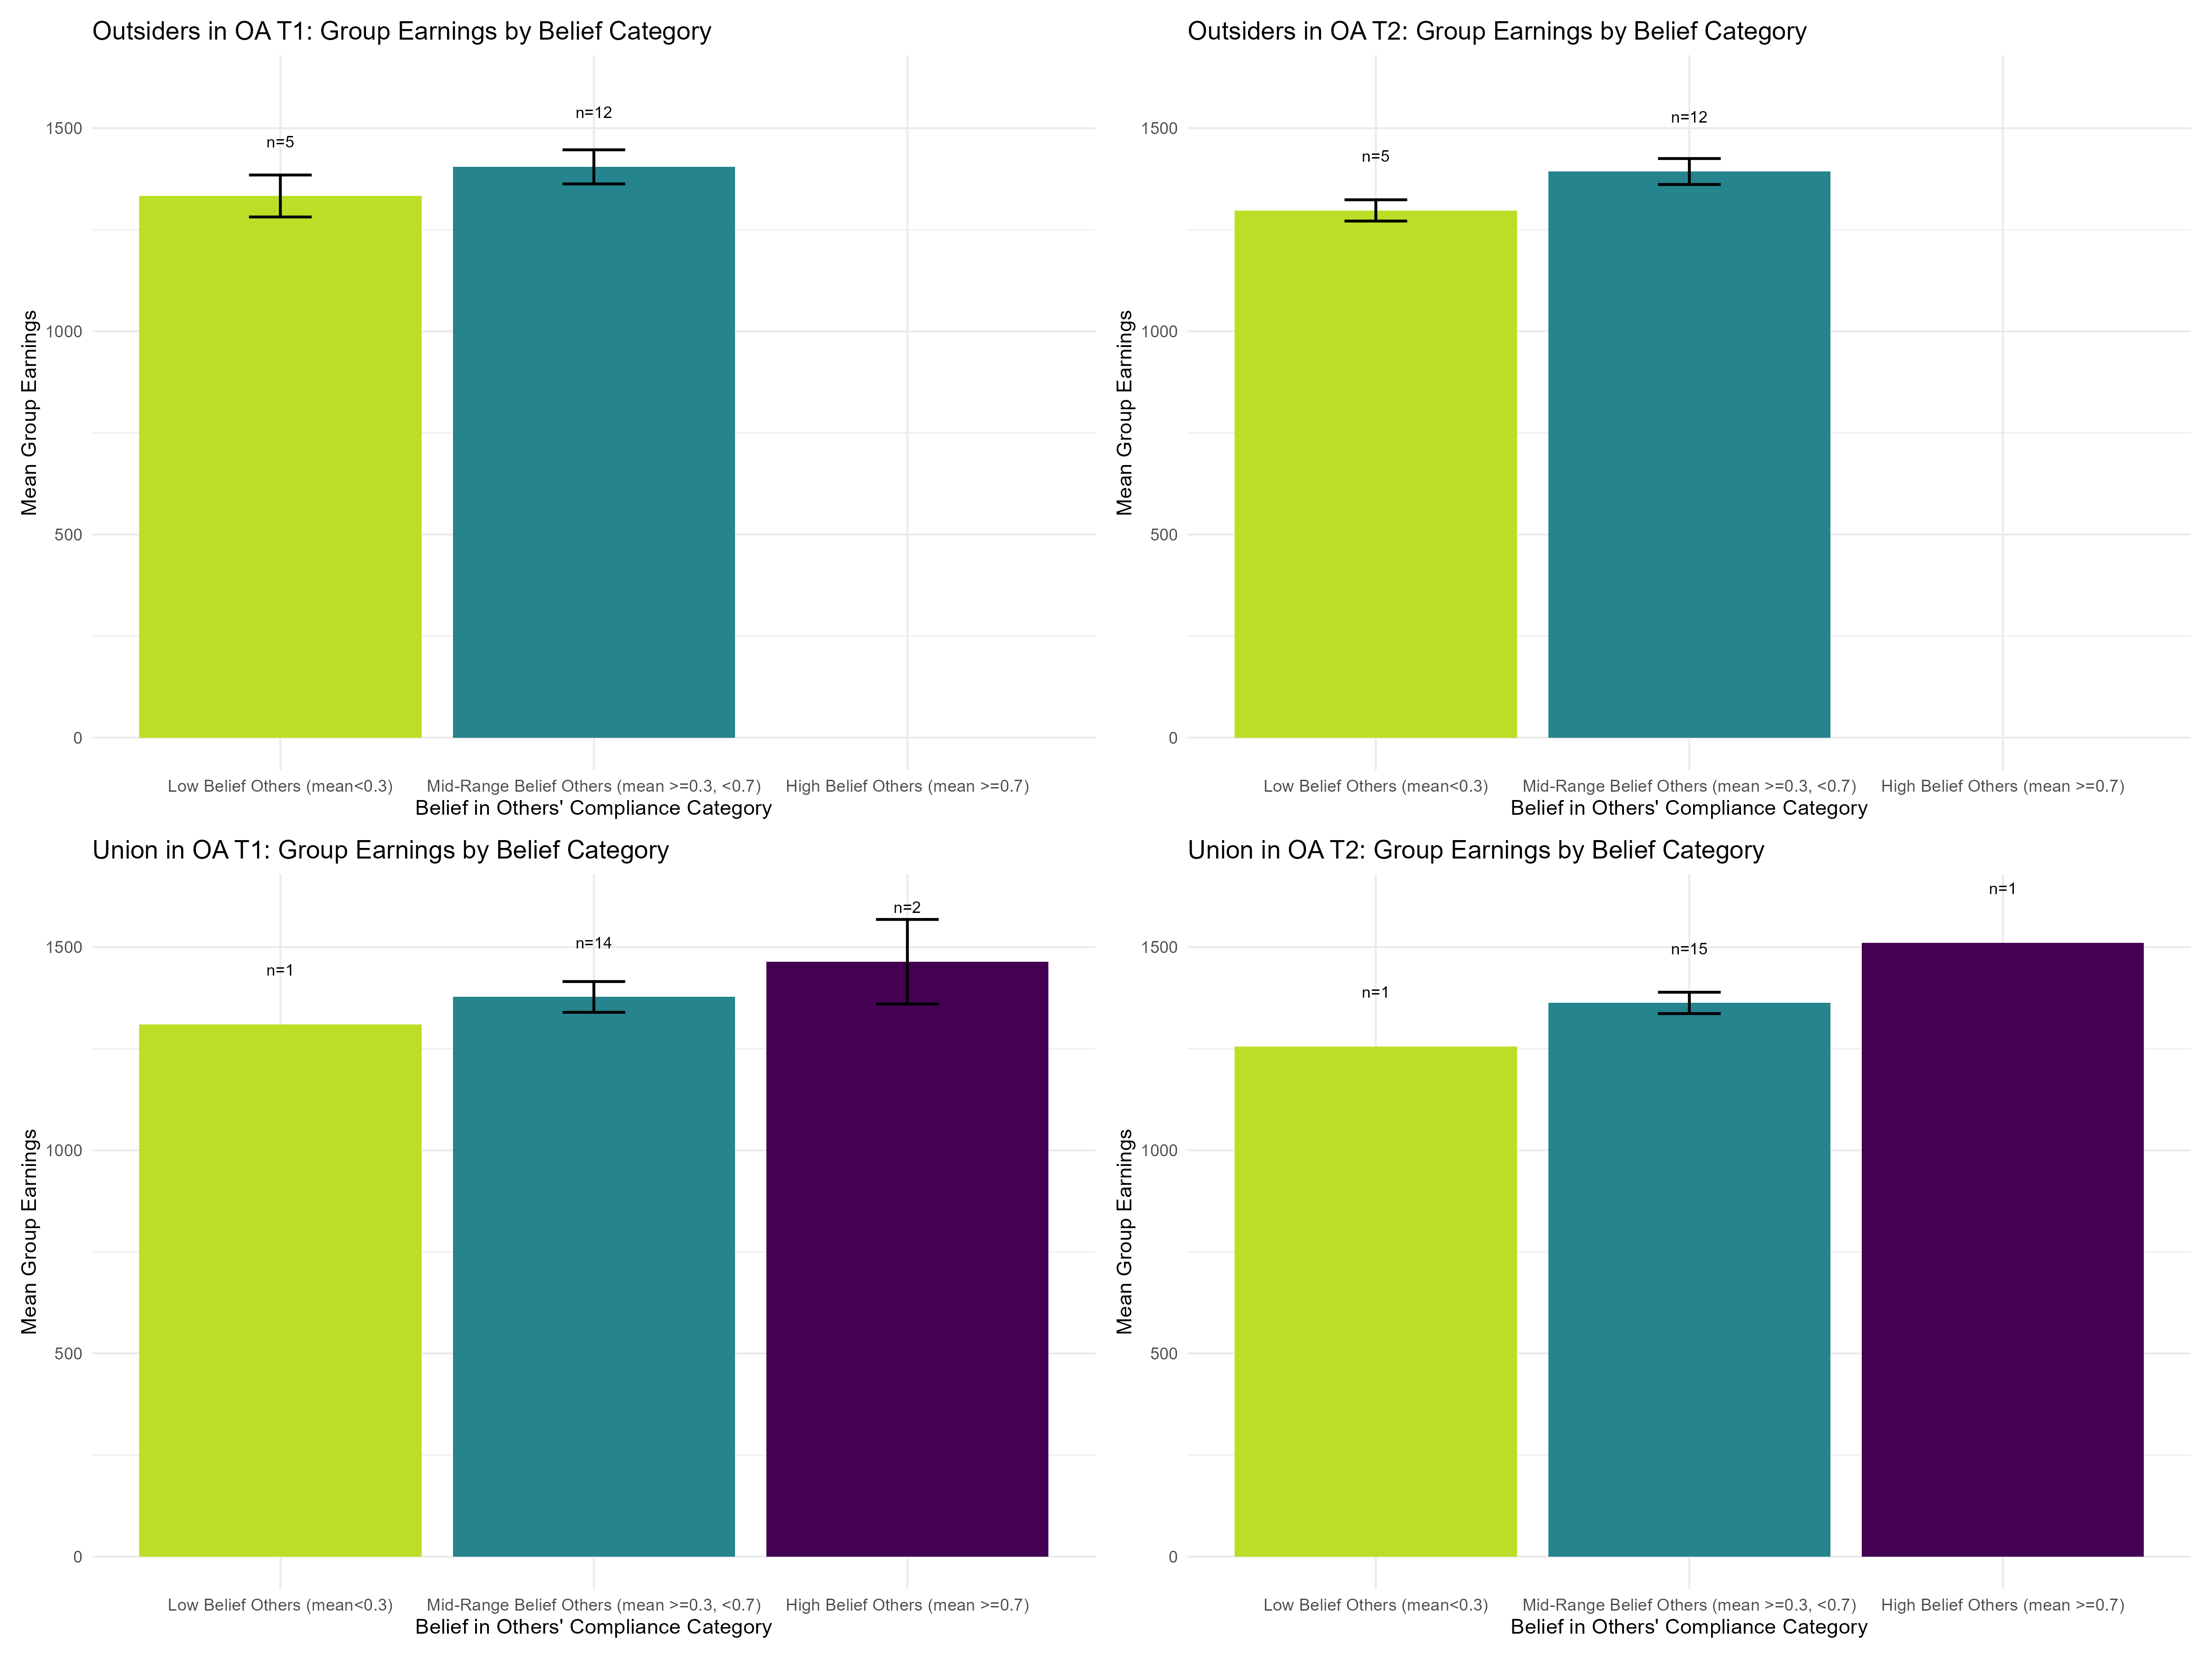 Outsiders in OA T1: Group Earnings by Belief Category
Mean Group Earnings
1500
1000
500
0
n=5
n=12
Low Belief Others (mean<0.3)
Mid-Range Belief Others (mean >=0.3, <0.7)
High Belief Others (mean >=0.7)
Belief in Others' Compliance Category
Outsiders in OA T2: Group Earnings by Belief Category
Mean Group Earnings
1500
1000
500
0
n=5
n=12
Low Belief Others (mean<0.3)
Mid-Range Belief Others (mean >=0.3, <0.7)
High Belief Others (mean >=0.7)
Belief in Others' Compliance Category
Union in OA T1: Group Earnings by Belief Category
Mean Group Earnings
1500
1000
500
0
n=1
n=14
n=2
Low Belief Others (mean<0.3)
Mid-Range Belief Others (mean >=0.3, <0.7)
High Belief Others (mean >=0.7)
Belief in Others' Compliance Category
Union in OA T2: Group Earnings by Belief Category
Mean Group Earnings
1500
1000
500
0
n=1
n=15
n=1
Low Belief Others (mean<0.3)
Mid-Range Belief Others (mean >=0.3, <0.7)
High Belief Others (mean >=0.7)
Belief in Others' Compliance Category